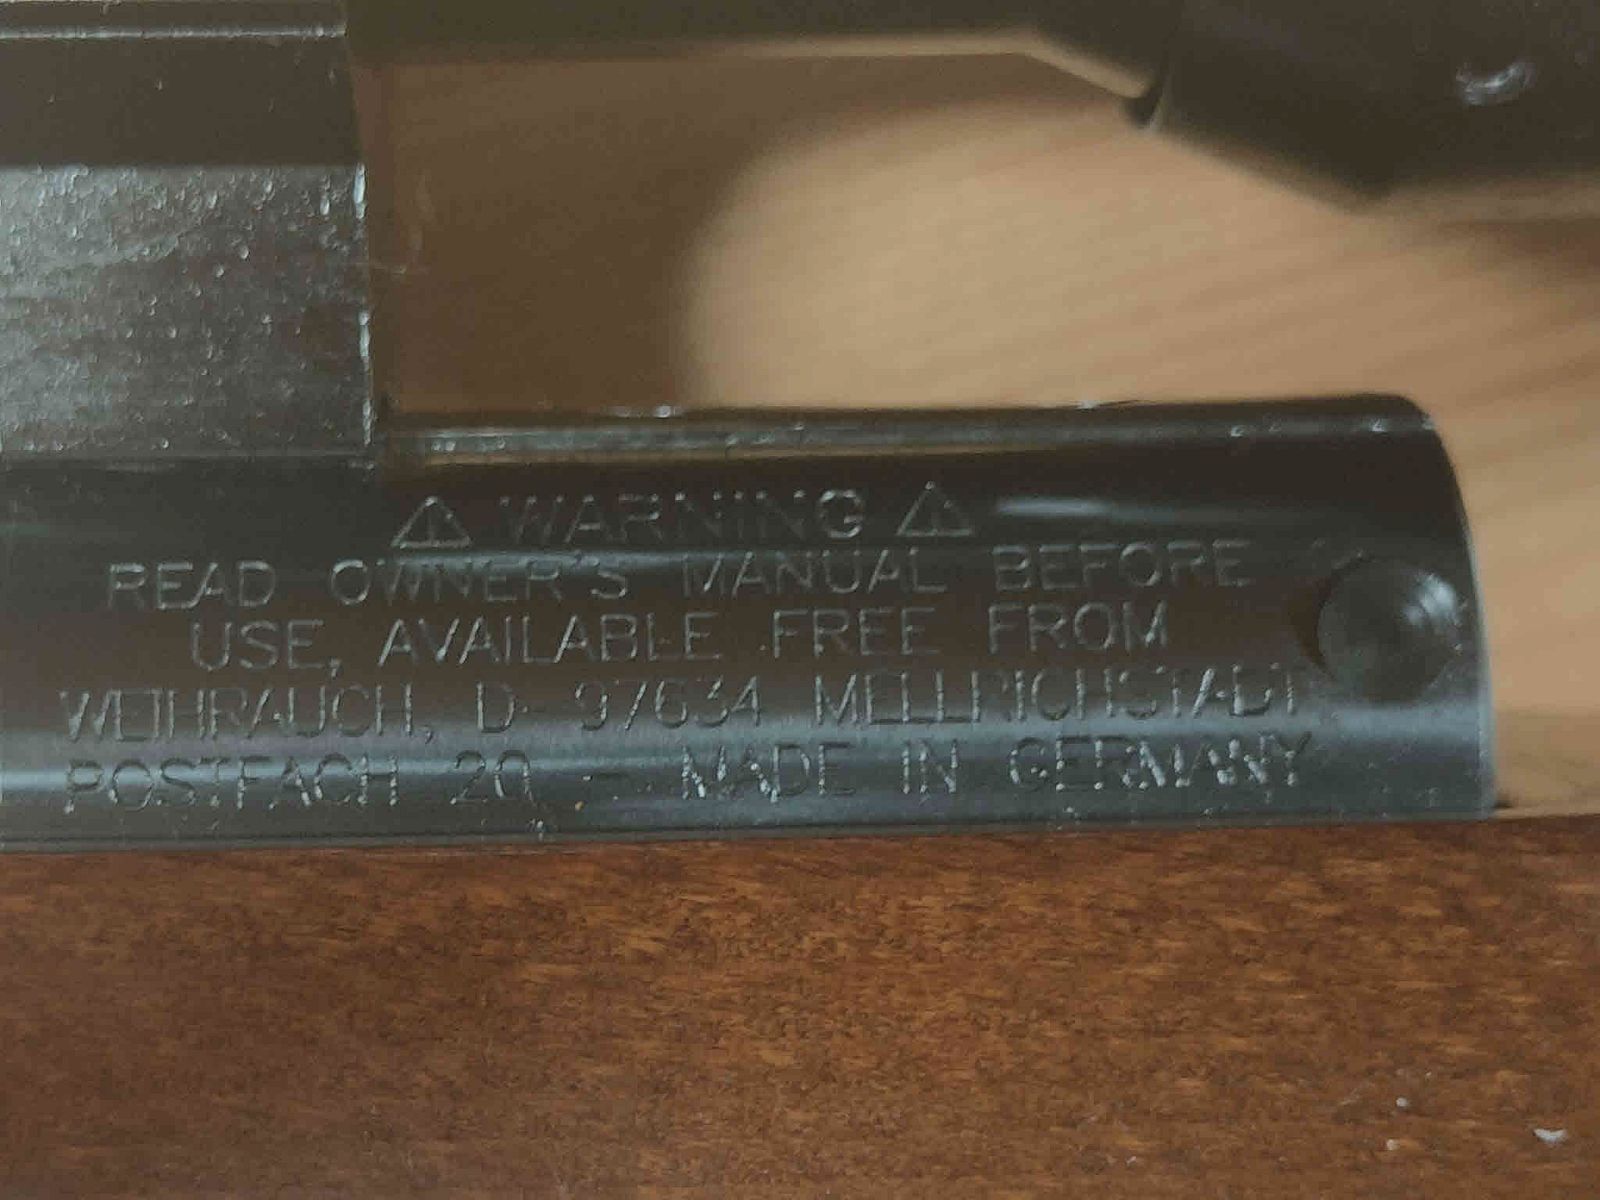 ⚠ WARNING ⚠
READ OWNER'S MANUAL BEFORE
USE, AVAILABLE FREE FROM
WEIHRAUCH, D- 97634 MELLRICHSTADT
POSTFACH 20 - MADE IN GERMANY